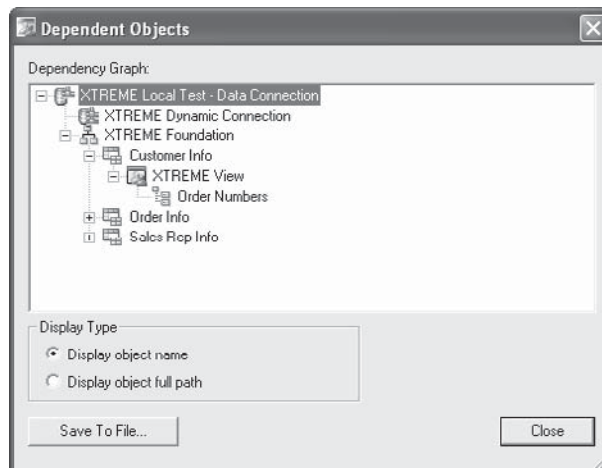 Dependent Objects
Dependency Graph:
XTREME Local Test - Data Connection
XTREME Dynamic Connection
XTREME Foundation
Customer Info
XTREME View
Order Numbers
Order Info
Sales Rep Info
Display Type
Display object name
Display object full path
Save To File...
Close